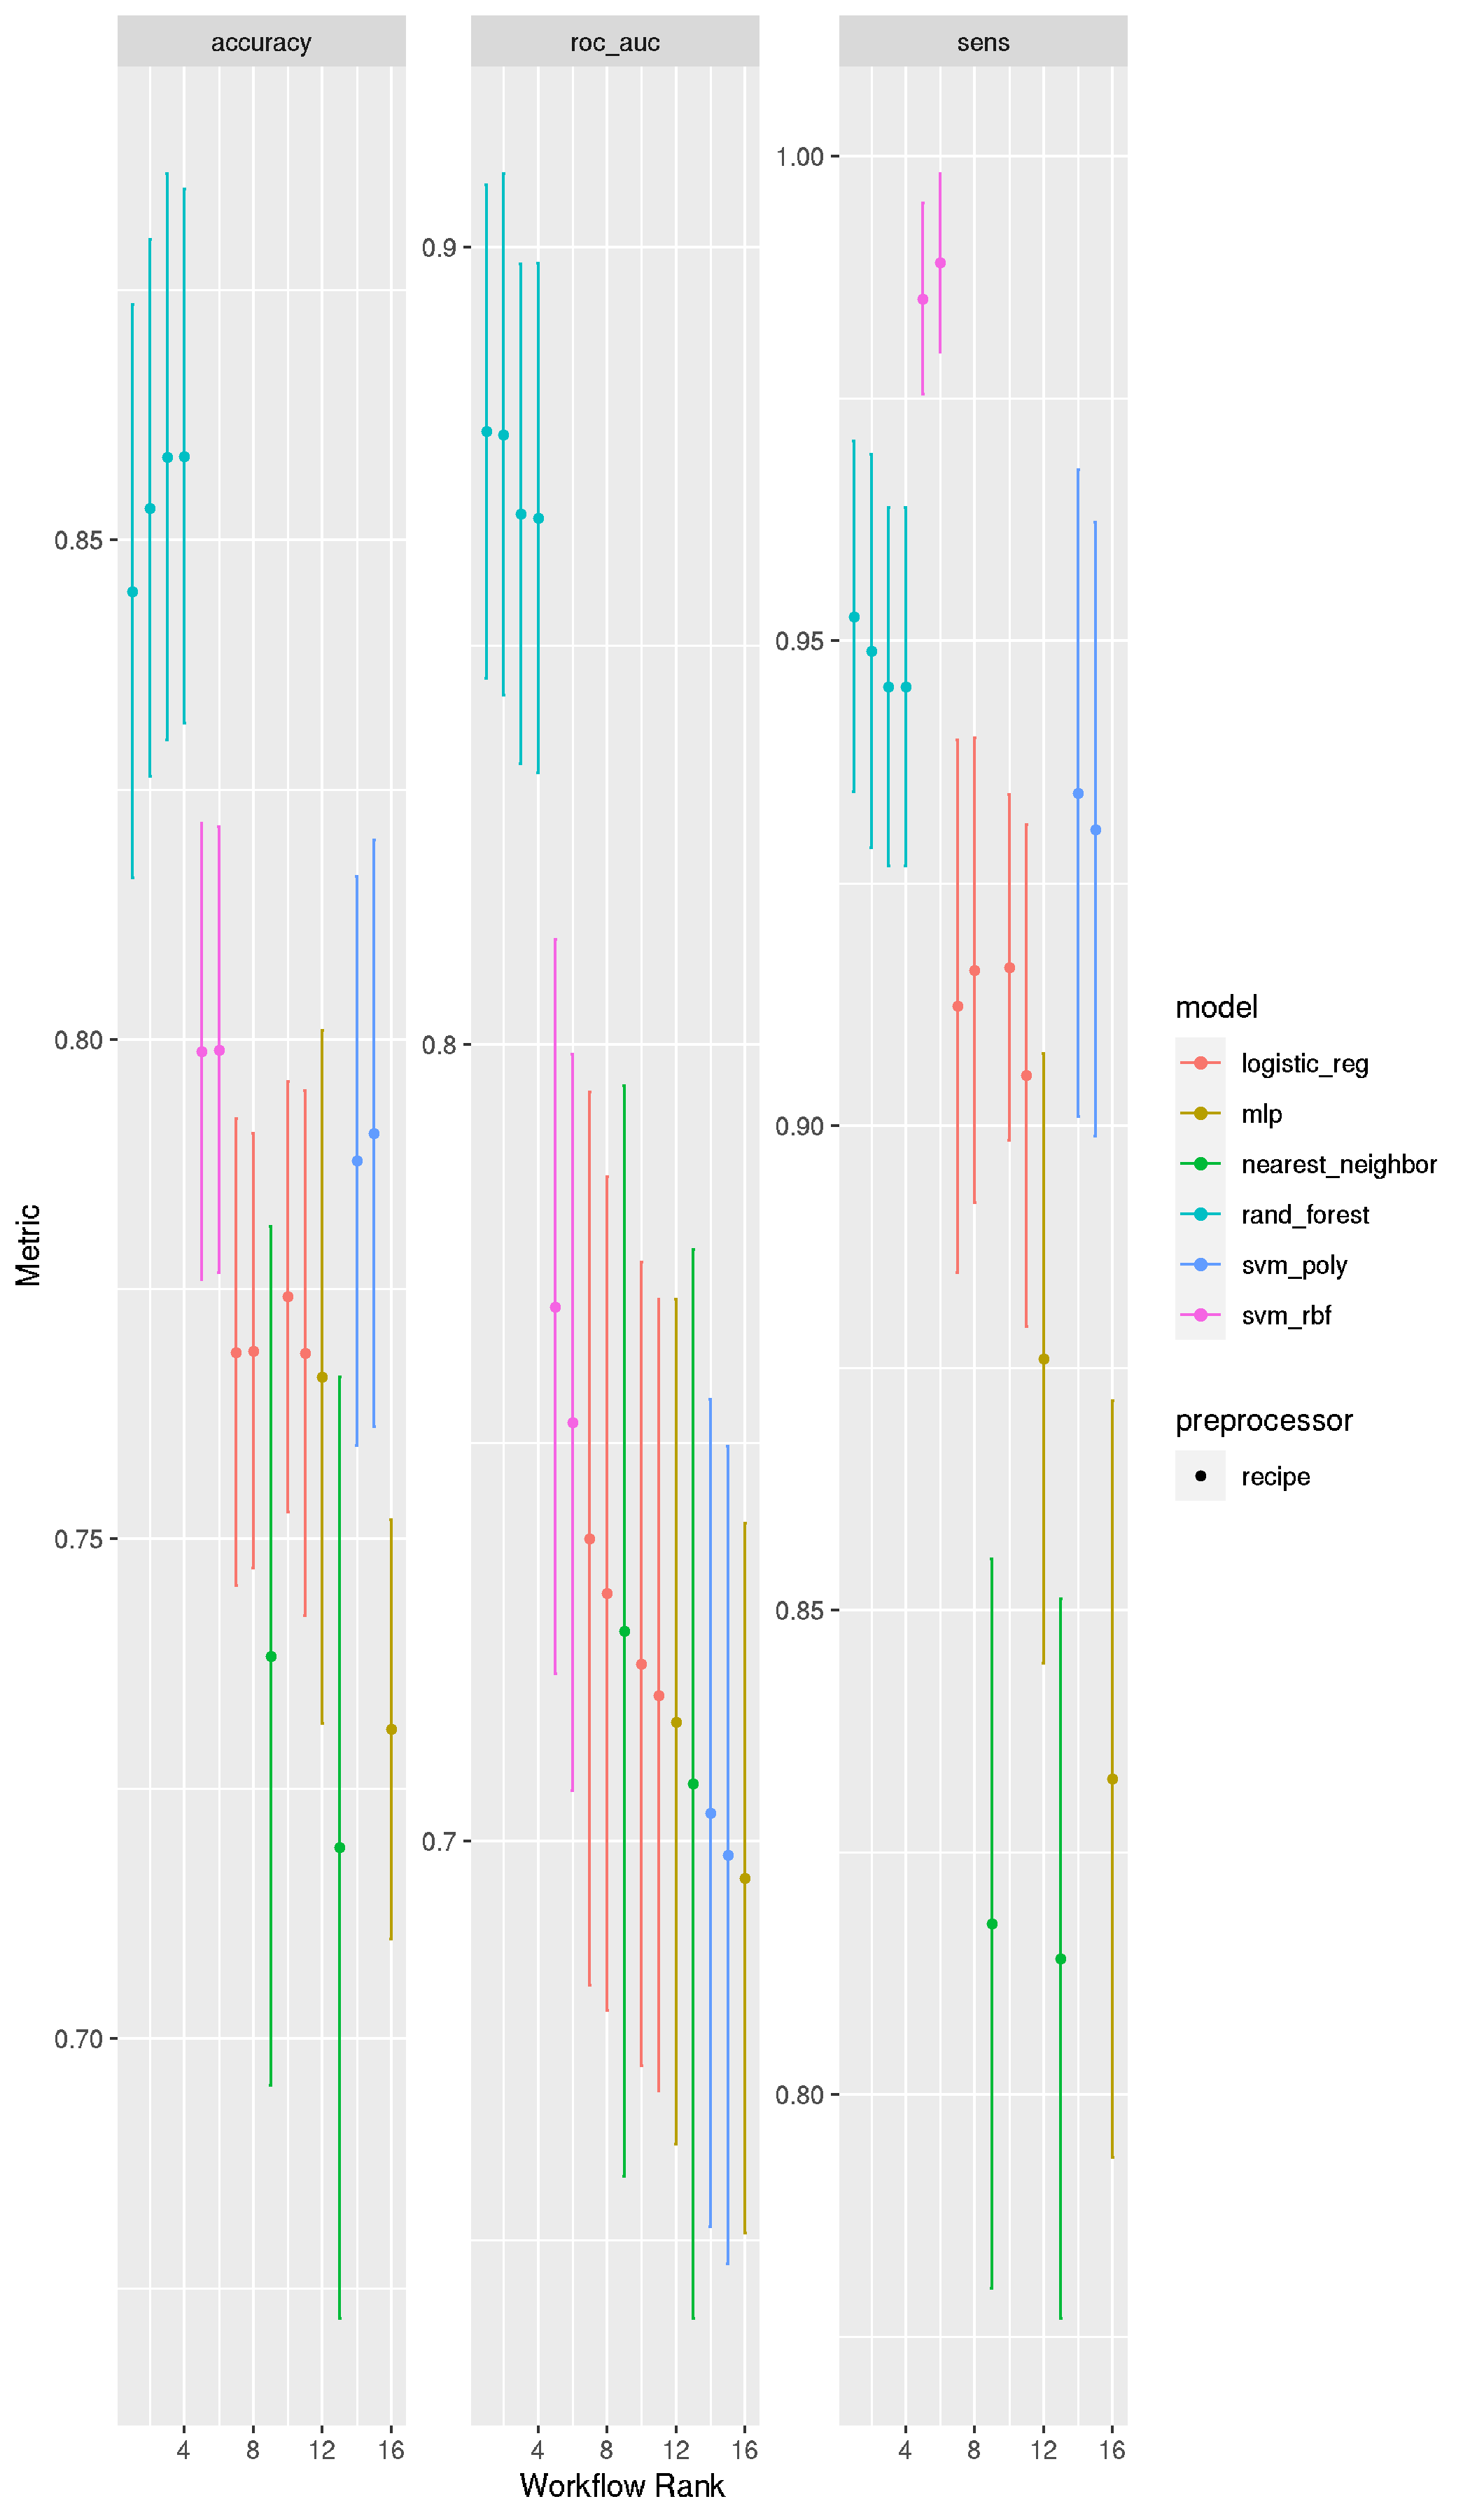 accuracy
roc_auc
sens
Metric
0.85
0.80
0.75
0.70
0.9
0.8
0.7
1.00
0.95
0.90
0.85
0.80
4 8 12 16
4 8 12 16
4 8 12 16
Workflow Rank
model
logistic_reg
mlp
nearest_neighbor
rand_forest
svm_poly
svm_rbf
preprocessor
recipe